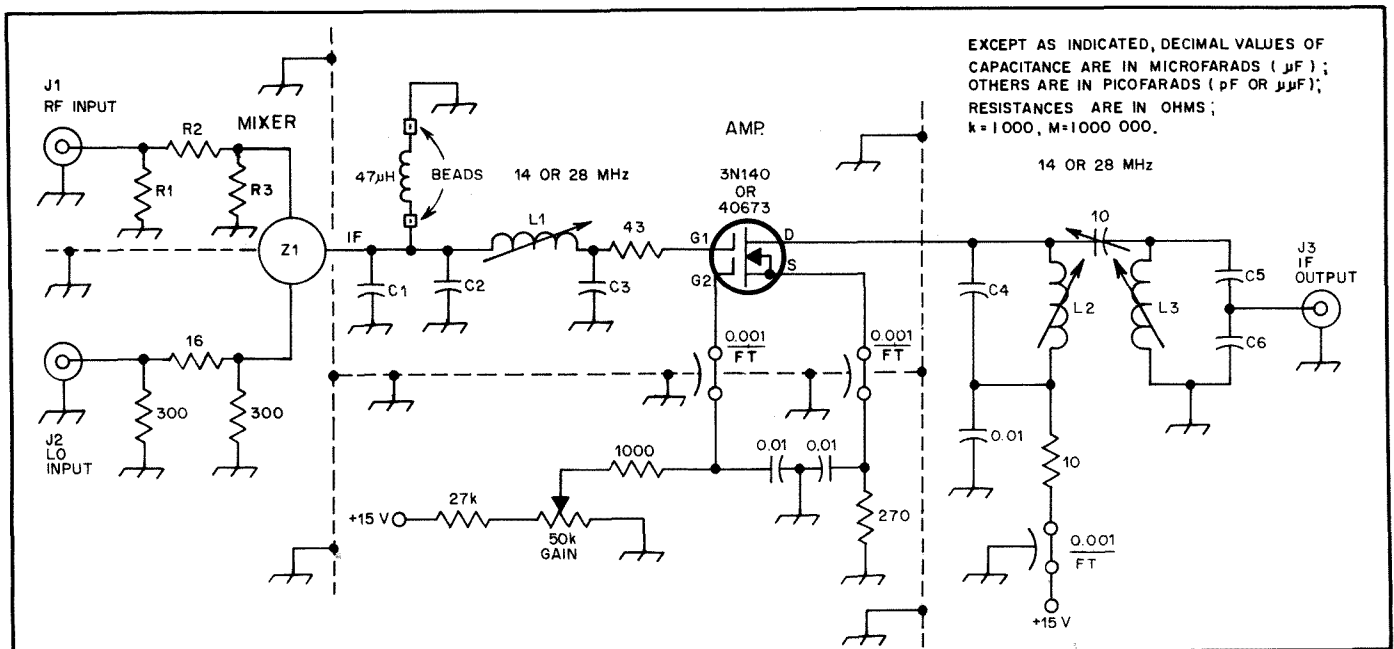 EXCEPT AS INDICATED, DECIMAL VALUES OF
CAPACITANCE ARE IN MICROFARADS ( µF ) ;
OTHERS ARE IN PICOFARADS ( pF OR µµF );
RESISTANCES ARE IN OHMS ;
k = 1000, M=1000 000.
J1
RF INPUT
MIXER
AMP.
R2
R1
R3
3N140
OR
40673
14 OR 28 MHz
47µH
BEADS
14 OR 28 MHz
L1
43
10
Z1
IF
G1
D
S
G2
J3
IF
OUTPUT
C1
C2
C3
C4
L2
L3
C5
C6
16
300
300
J2
LO
INPUT
0.001
FT
0.001
FT
1000
0.01
0.01
0.01
10
27k
+15 V
50k
GAIN
270
0.001
FT
+15 V